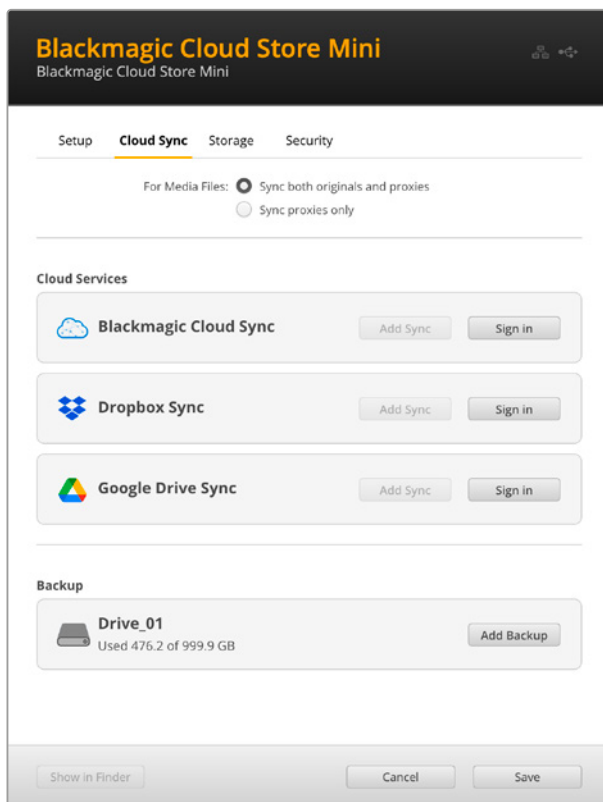 Blackmagic Cloud Store Mini
Blackmagic Cloud Store Mini
Setup Cloud Sync Storage Security
For Media Files: Sync both originals and proxies
Sync proxies only
Cloud Services
Blackmagic Cloud Sync Add Sync Sign in
Dropbox Sync Add Sync Sign in
Google Drive Sync Add Sync Sign in
Backup
Drive_01
Used 476.2 of 999.9 GB Add Backup
Show in Finder Cancel Save